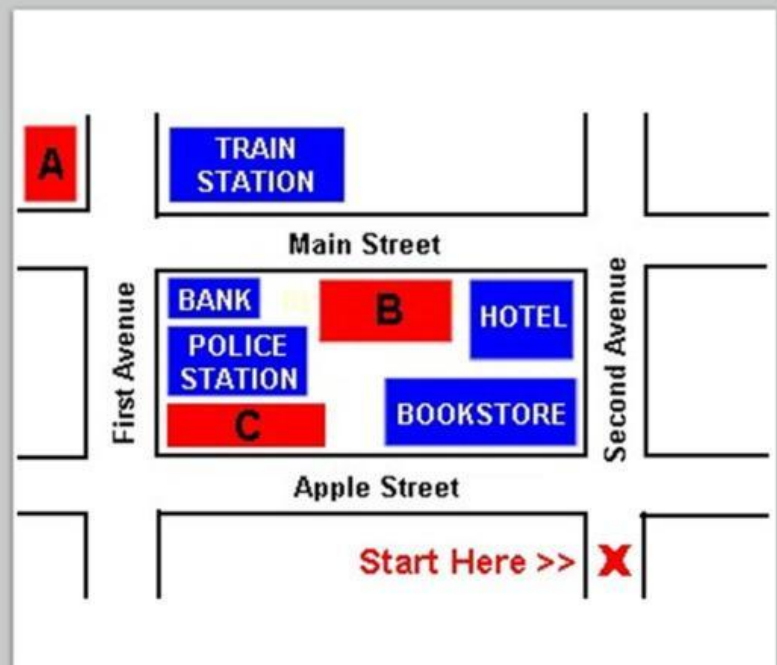 A
TRAIN
STATION
Main Street
First Avenue
BANK
B
HOTEL
POLICE
STATION
C
BOOKSTORE
Second Avenue
Apple Street
Start Here >> X